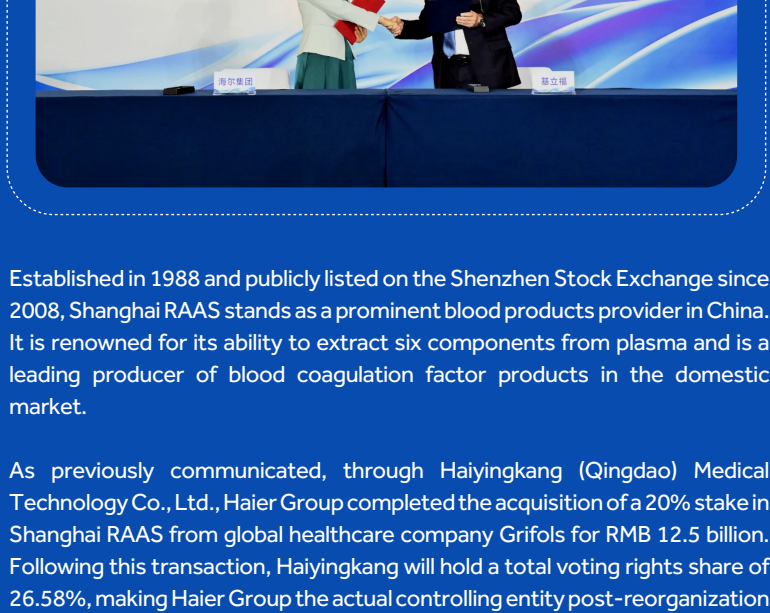 海尔集团
基立福
Established in 1988 and publicly listed on the Shenzhen Stock Exchange since
2008, Shanghai RAAS stands as a prominent blood products provider in China.
It is renowned for its ability to extract six components from plasma and is a
leading producer of blood coagulation factor products in the domestic
market.
As previously communicated, through Haiyingkang (Qingdao) Medical
Technology Co., Ltd., Haier Group completed the acquisition of a 20% stake in
Shanghai RAAS from global healthcare company Grifols for RMB 12.5 billion.
Following this transaction, Haiyingkang will hold a total voting rights share of
26.58%, making Haier Group the actual controlling entity post-reorganization